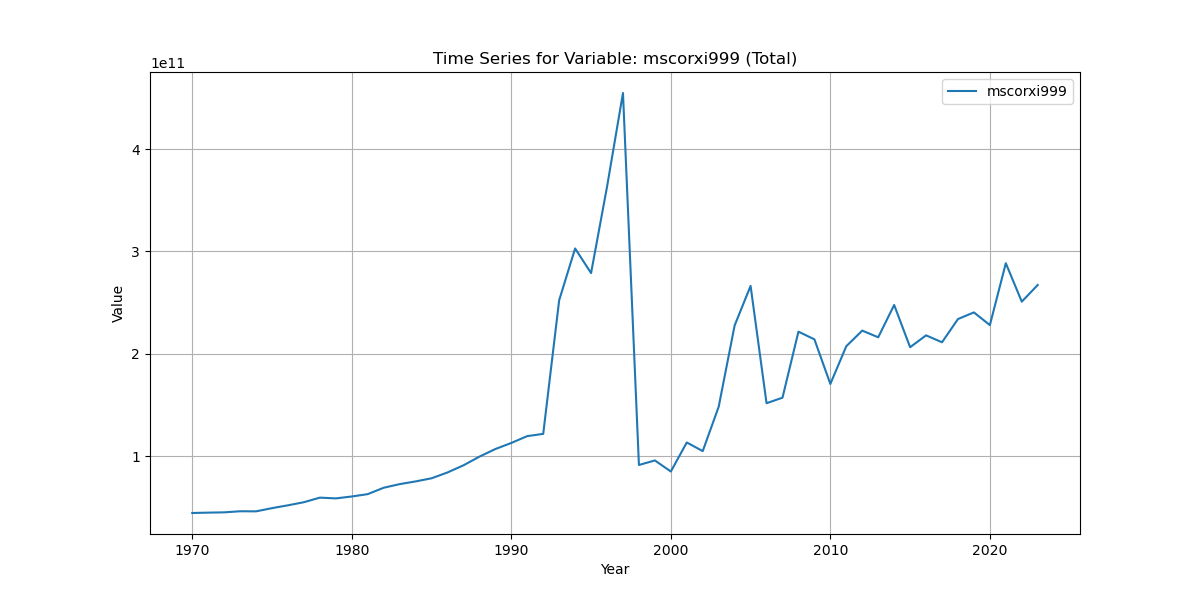 Time Series for Variable: mscorxi999 (Total)
1e11
mscorxi999
4
3
2
1
Value
1970 1980 1990 2000 2010 2020
Year